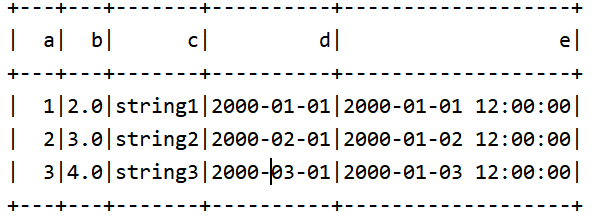 +---+---+-------+----------+-------------------+
|  a|  b|      c|         d|                  e|
+---+---+-------+----------+-------------------+
|  1|2.0|string1|2000-01-01|2000-01-01 12:00:00|
|  2|3.0|string2|2000-02-01|2000-01-02 12:00:00|
|  3|4.0|string3|2000-03-01|2000-01-03 12:00:00|
+---+---+-------+----------+-------------------+